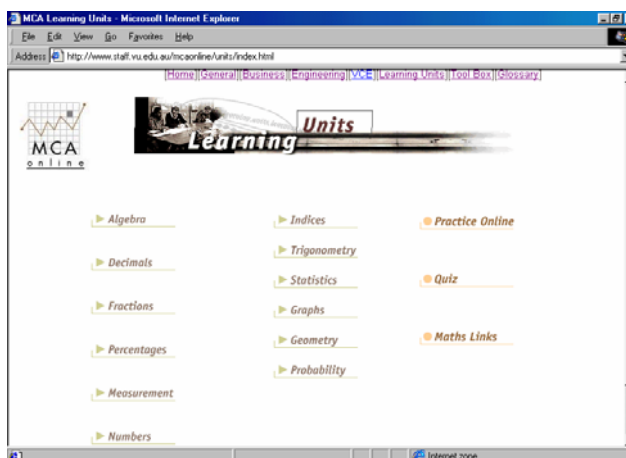 MCA Learning Units - Microsoft Internet Explorer
File Edit View Go Favorites Help
Address http://www.staff.vu.edu.au/mcaonline/units/index.html
[Home][General][Business][Engineering][VCE][Learning Units][Tool Box][Glossary]
MCA
online
Learning Units
Algebra
Decimals
Fractions
Percentages
Measurement
Numbers
Indices
Trigonometry
Statistics
Graphs
Geometry
Probability
Practice Online
Quiz
Maths Links
Internet zone